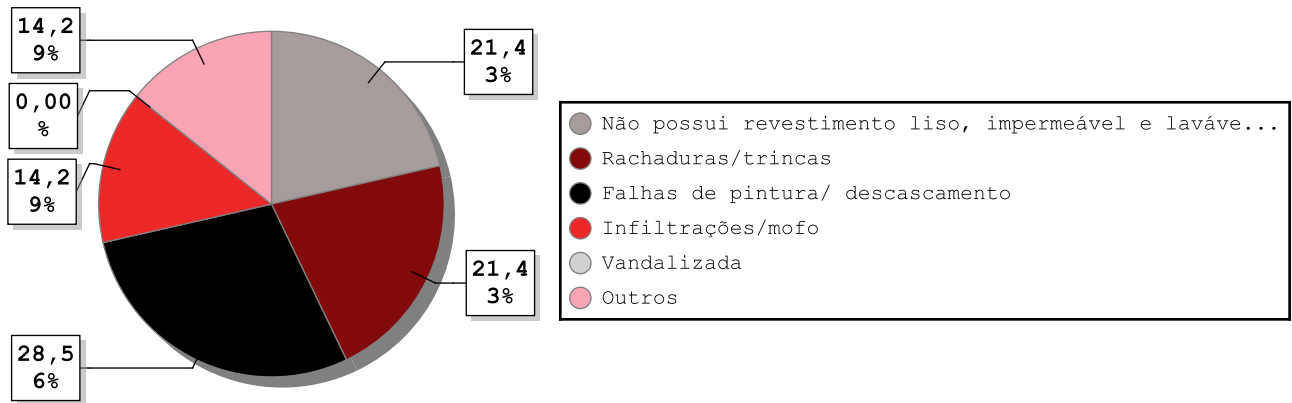 14,2
9%
21,4
3%
0,00
%
14,2
9%
21,4
3%
28,5
6%
Não possui revestimento liso, impermeável e laváve...
Rachaduras/trincas
Falhas de pintura/ descascamento
Infiltrações/mofo
Vandalizada
Outros